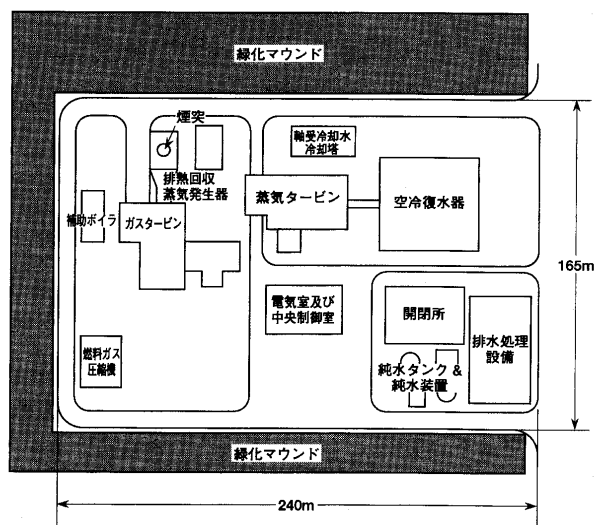 緑化マウンド
煙突
軸受冷却水
冷却塔
排熱回収
蒸気発生器
蒸気タービン
空冷復水器
補助ボイラ
ガスタービン
165m
電気室及び
中央制御室
開閉所
排水処理
設備
燃料ガス
圧縮機
純水タンク &
純水装置
緑化マウンド
240m